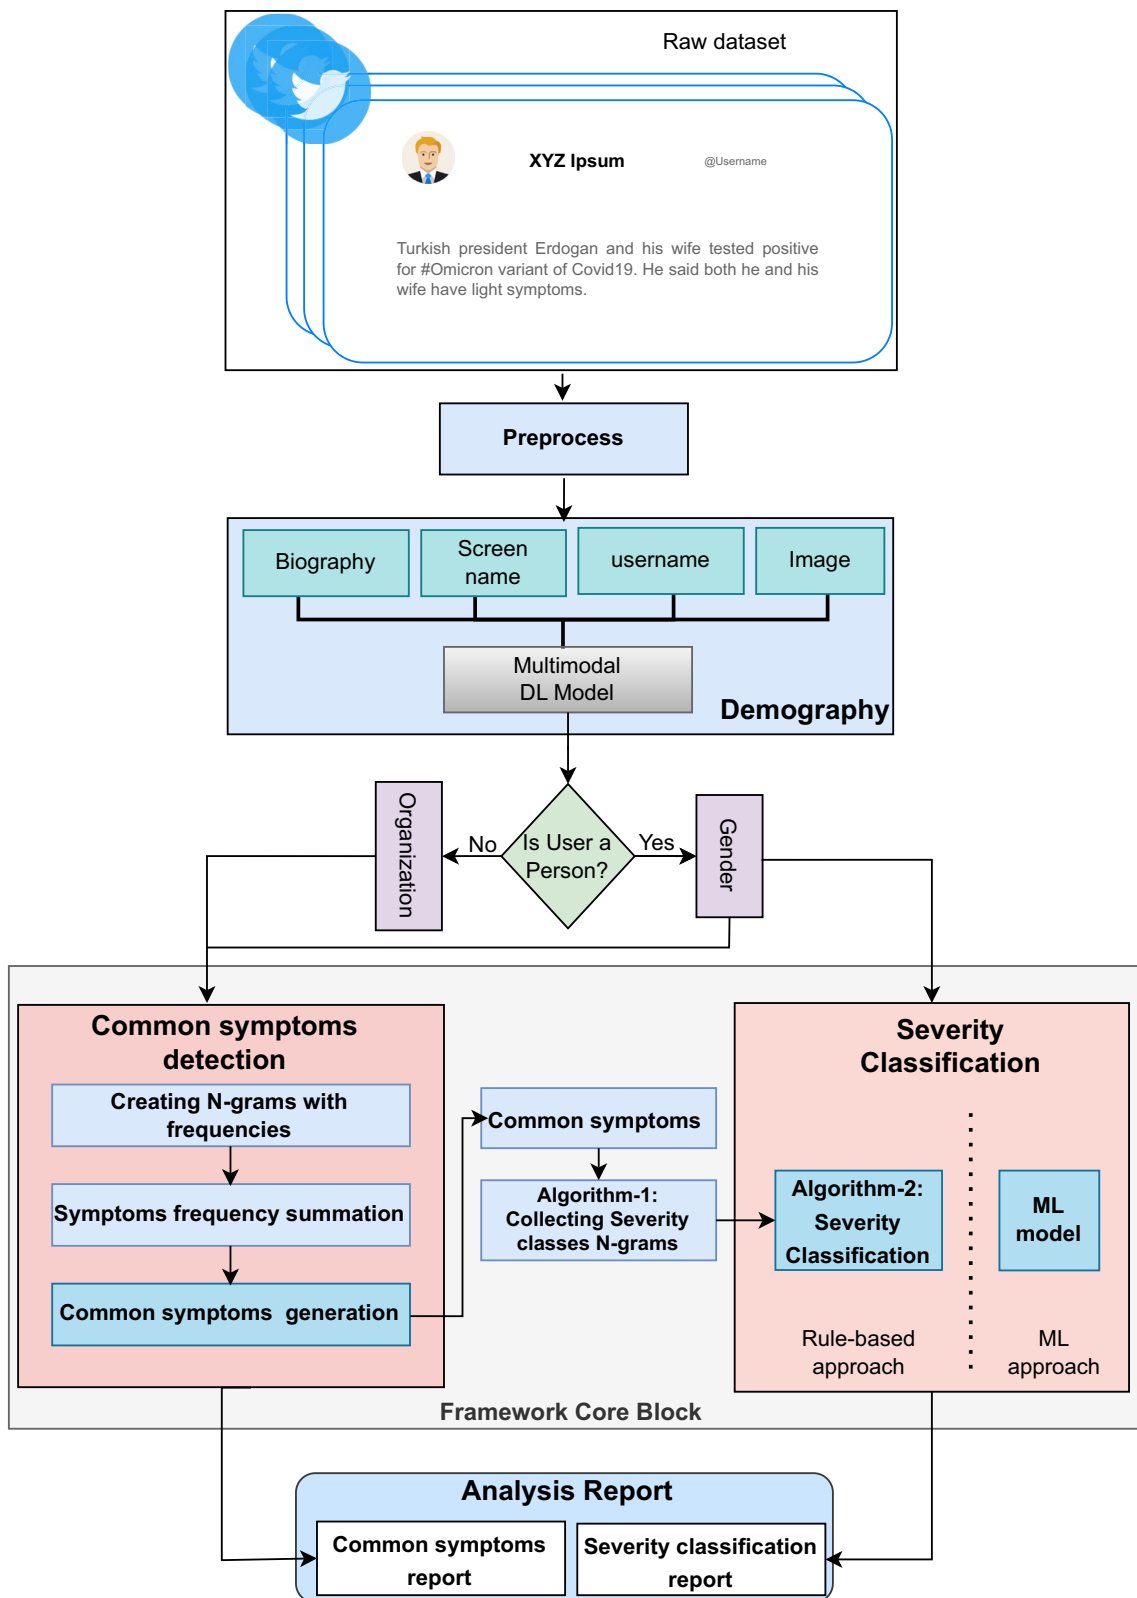 Raw dataset
XYZ Ipsum
@Username
Turkish president Erdogan and his wife tested positive
for #Omicron variant of Covid19. He said both he and his
wife have light symptoms.
Preprocess
Biography
Screen
name
username
Image
Multimodal
DL Model
Demography
Organization
No
Is User a
Person?
Yes
Gender
Common symptoms
detection
Creating N-grams with
frequencies
Symptoms frequency summation
Common symptoms generation
Common symptoms
Algorithm-1:
Collecting Severity
classes N-grams
Severity
Classification
Algorithm-2:
Severity
Classification
ML
model
Rule-based
approach
ML
approach
Framework Core Block
Analysis Report
Common symptoms
report
Severity classification
report